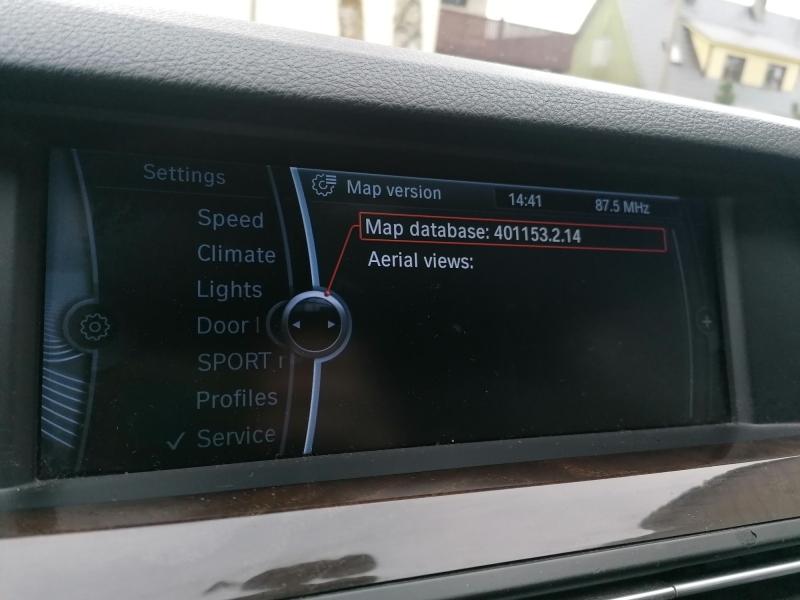 Settings
Map version
14:41
87.5 MHz
Speed
Climate
Lights
Door
SPORT
Profiles
Service
Map database: 401153.2.14
Aerial views: